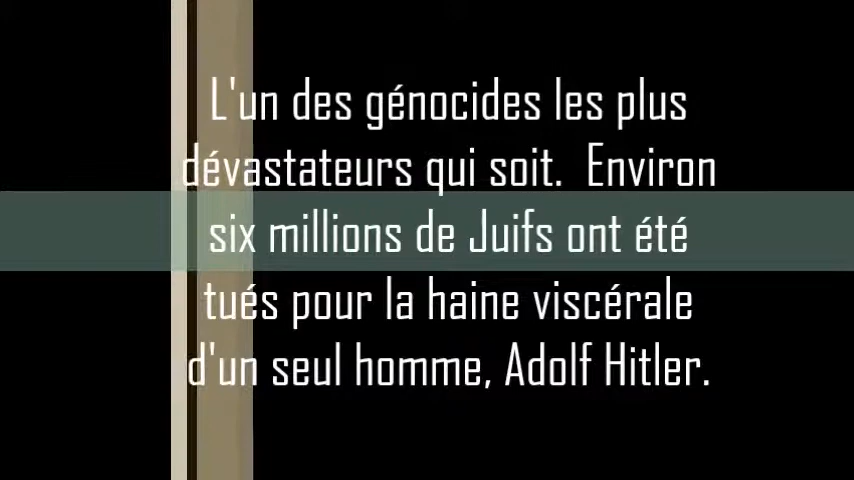 L'un des génocides les plus
dévastateurs qui soit.  Environ
six millions de Juifs ont été
tués pour la haine viscérale
d'un seul homme, Adolf Hitler.